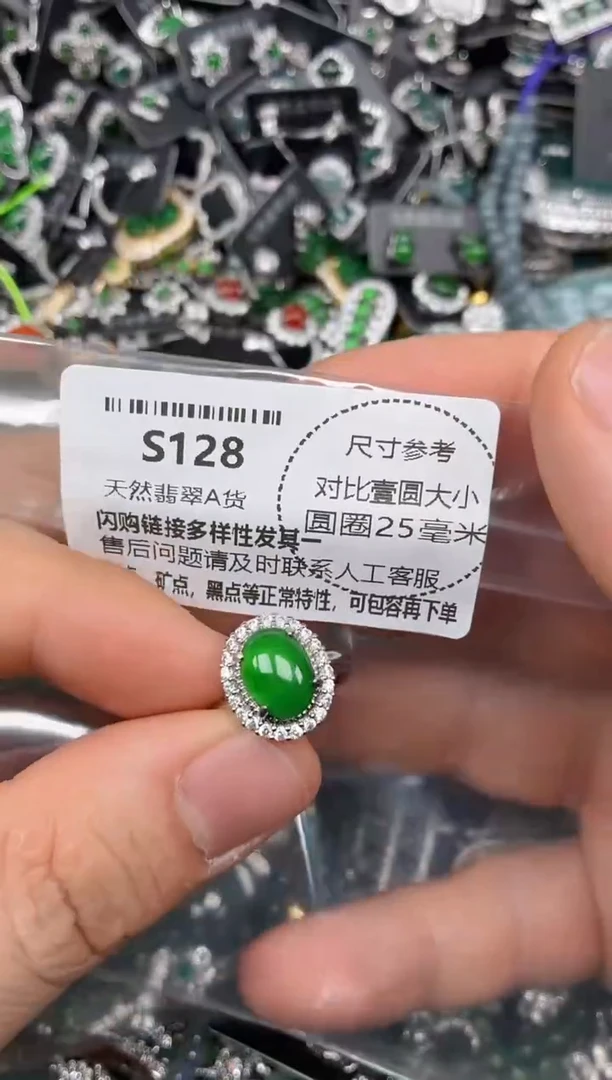 S128
天然翡翠A货
尺寸参考
对比壹圆大小
圆圈25毫米
闪购链接多样性发其一
售后问题请及时联系人工客服
点、矿点，黑点等正常特性，可包容再下单